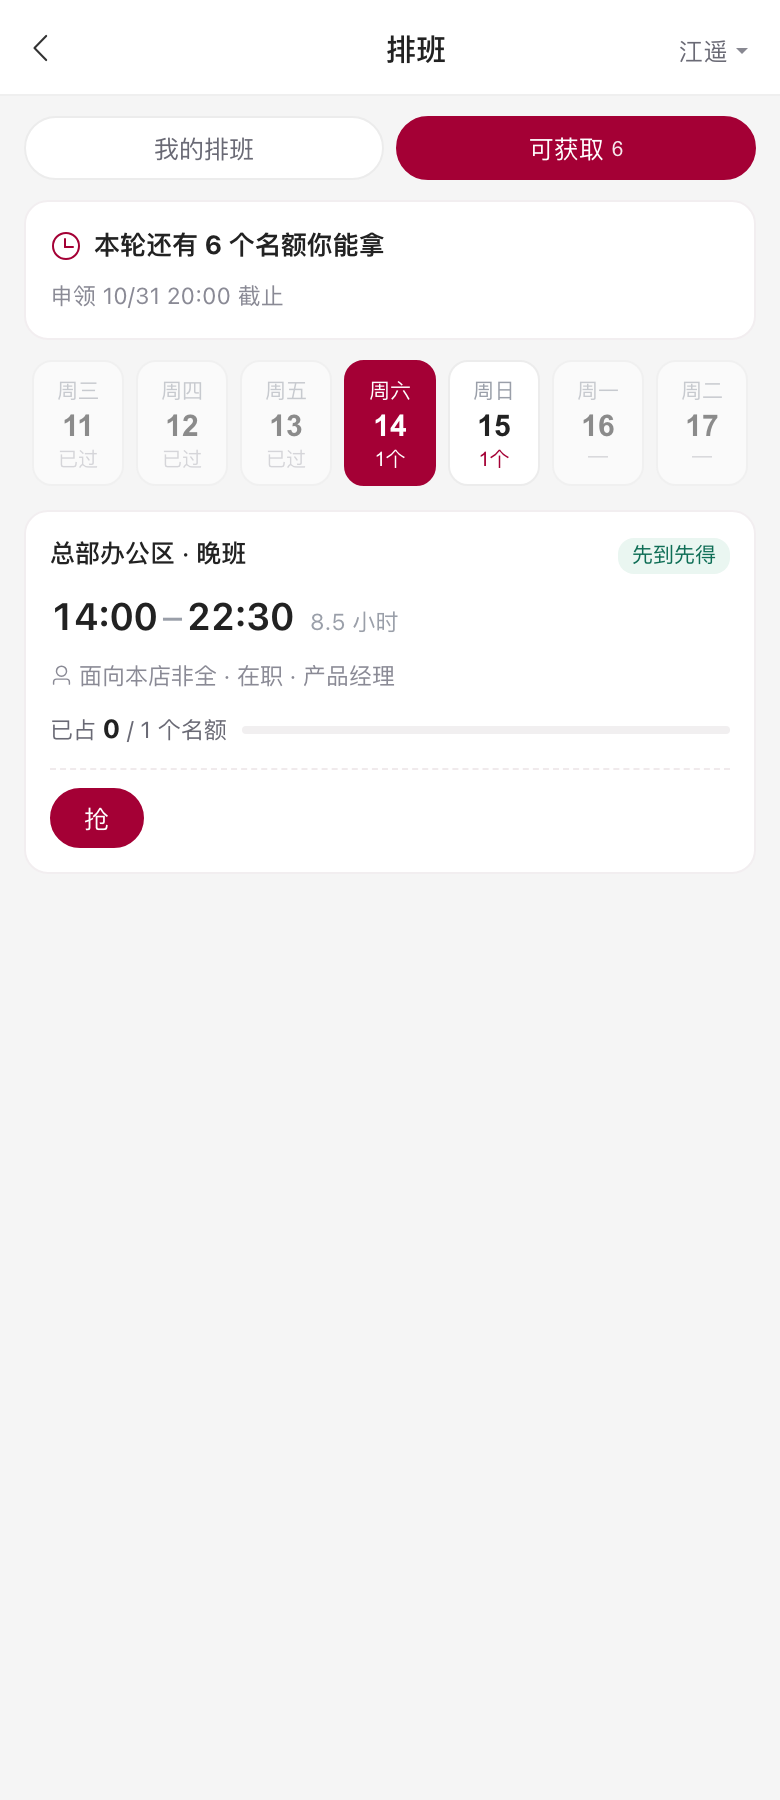 排班
江遥
我的排班
可获取 6
本轮还有 6 个名额你能拿
申领 10/31 20:00 截止
周三 周四 周五 周六 周日 周一 周二
11 12 13 14 15 16 17
已过 已过 已过 1个 1个 — —
总部办公区 · 晚班
先到先得
14:00–22:30 8.5 小时
面向本店非全 · 在职 · 产品经理
已占 0 / 1 个名额
抢